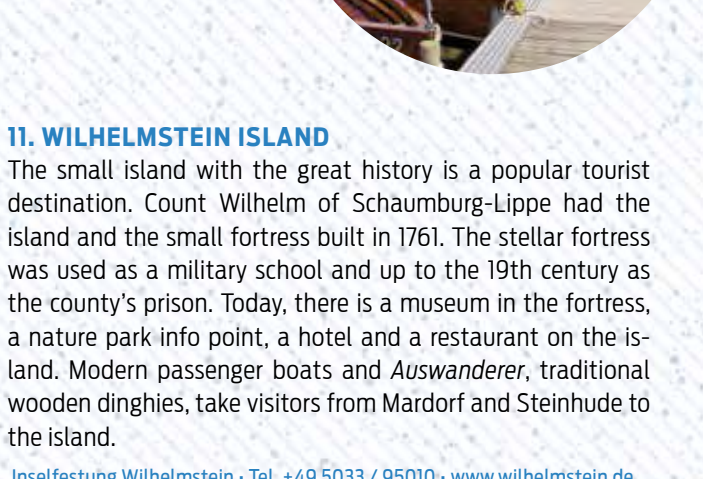 11. WILHELMSTEIN ISLAND
The small island with the great history is a popular tourist
destination. Count Wilhelm of Schaumburg-Lippe had the
island and the small fortress built in 1761. The stellar fortress
was used as a military school and up to the 19th century as
the county's prison. Today, there is a museum in the fortress,
a nature park info point, a hotel and a restaurant on the is-
land. Modern passenger boats and Auswanderer, traditional
wooden dinghies, take visitors from Mardorf and Steinhude to
the island.
Inselfestung Wilhelmstein · Tel. +49 5033 / 95010 · www.wilhelmstein.de